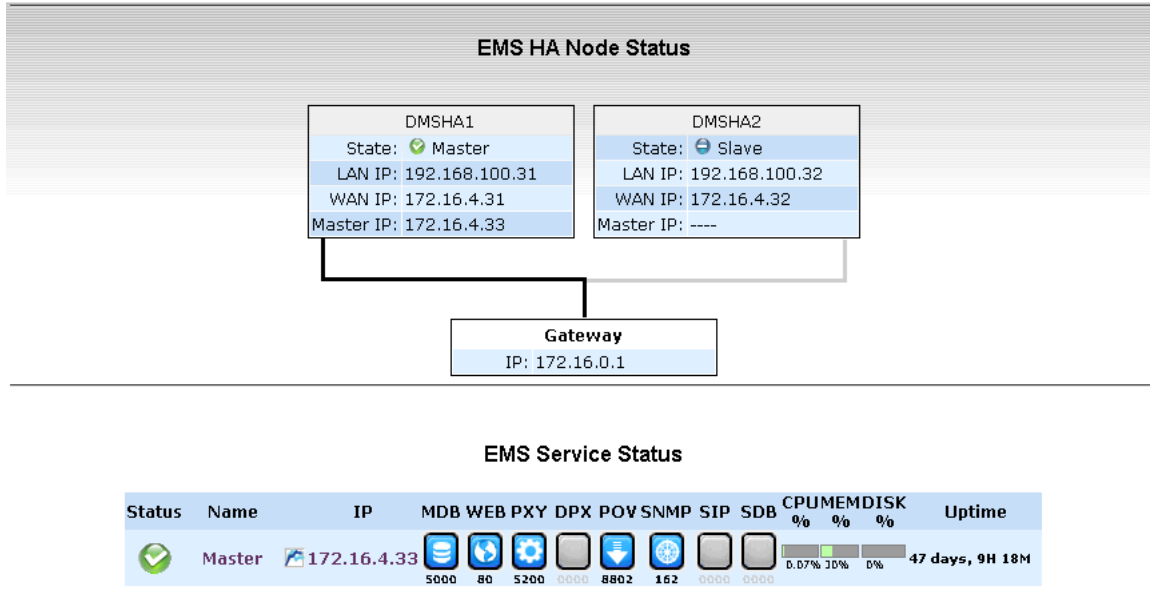 EMS HA Node Status
DMSHA1
State: Master
LAN IP: 192.168.100.31
WAN IP: 172.16.4.31
Master IP: 172.16.4.33
DMSHA2
State: Slave
LAN IP: 192.168.100.32
WAN IP: 172.16.4.32
Master IP: ----
Gateway
IP: 172.16.0.1
EMS Service Status
Status Name IP MDB WEB PXY DPX POV SNMP SIP SDB CPU % MEM % DISK % Uptime
Master 172.16.4.33 47 days, 9H 18M
5000 80 5200 0000 8802 162 0000 0000 0.07% 30% 0%